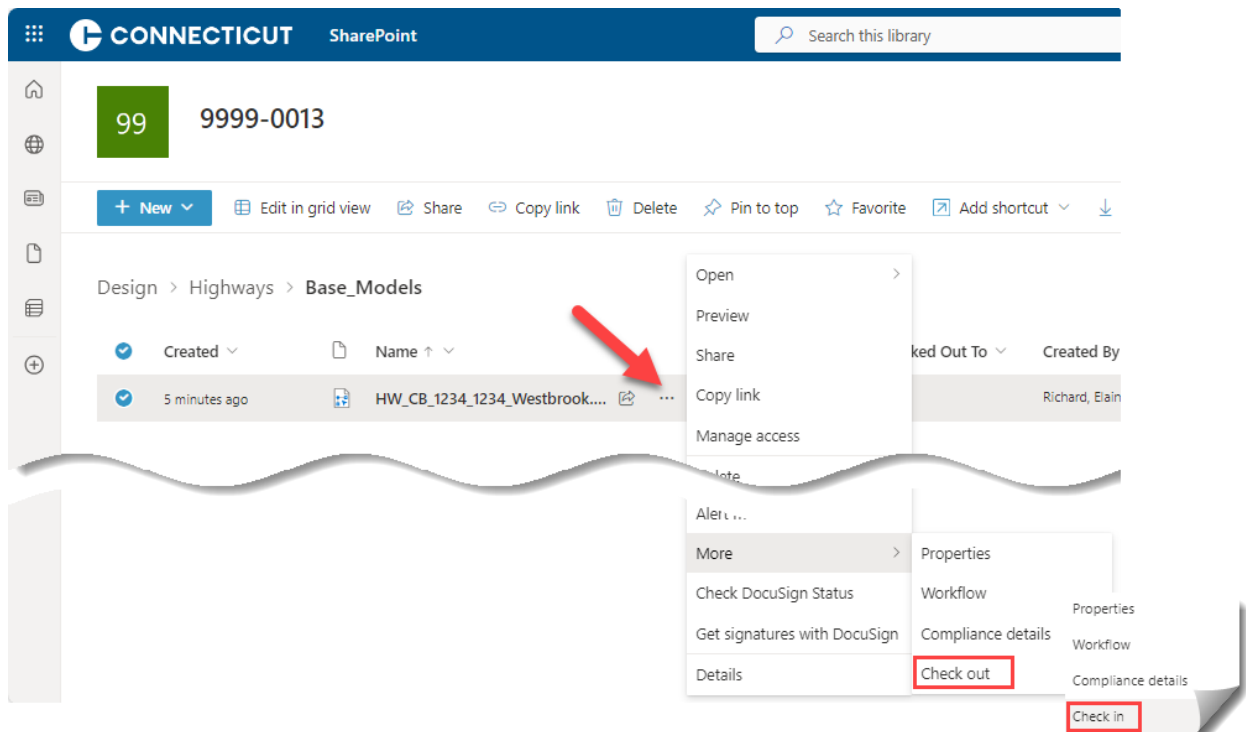 CONNECTICUT SharePoint Search this library
99 9999-0013
New Edit in grid view Share Copy link Delete Pin to top Favorite Add shortcut
Design > Highways > Base_Models
Created Name ↑ ked Out To Created By
5 minutes ago HW_CB_1234_1234_Westbrook.... ... Richard, Elain
Open >
Preview
Share
Copy link
Manage access
More >
Check DocuSign Status
Get signatures with DocuSign
Details
Properties
Workflow
Compliance details
Check out
Properties
Workflow
Compliance details
Check in